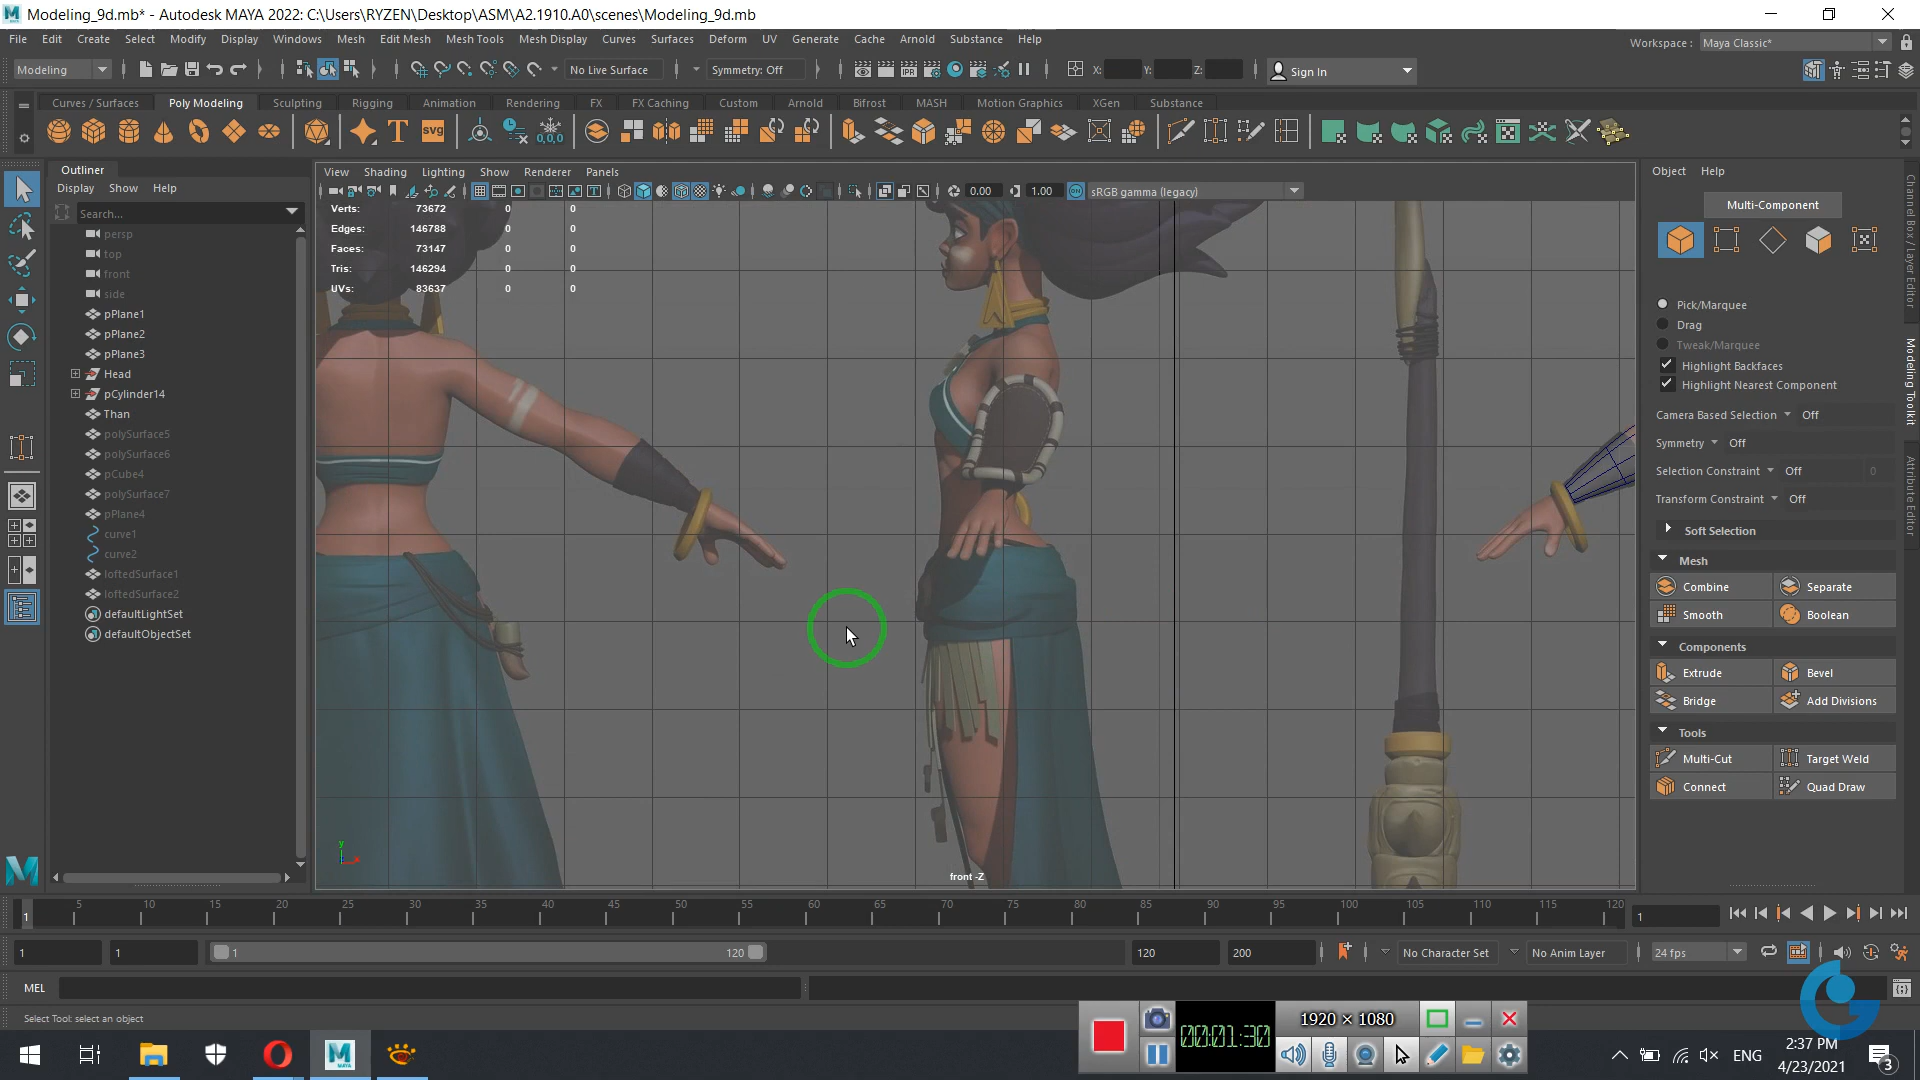 Modeling_9d.mb* - Autodesk MAYA 2022: C:\Users\RYZEN\Desktop\ASM\A2.1910.A0\scenes\Modeling_9d.mb
File Edit Create Select Modify Display Windows Mesh Edit Mesh Mesh Tools Mesh Display Curves Surfaces Deform UV Generate Cache Arnold Substance Help
Workspace : Maya Classic*
Modeling No Live Surface Symmetry: Off X: Y: Z: Sign In
Curves / Surfaces Poly Modeling Sculpting Rigging Animation Rendering FX FX Caching Custom Arnold Bifrost MASH Motion Graphics XGen Substance
Outliner
Display Show Help
Search...
persp
top
front
side
pPlane1
pPlane2
pPlane3
Head
pCylinder14
Than
polySurface5
polySurface6
pCube4
polySurface7
pPlane4
curve1
curve2
loftedSurface1
loftedSurface2
defaultLightSet
defaultObjectSet
View Shading Lighting Show Renderer Panels
0.00 1.00 sRGB gamma (legacy)
Verts: 73672 0 0
Edges: 146788 0 0
Faces: 73147 0 0
Tris: 146294 0 0
UVs: 83637 0 0
y
x
front -Z
Object Help
Multi-Component
Pick/Marquee
Drag
Tweak/Marquee
Highlight Backfaces
Highlight Nearest Component
Camera Based Selection Off
Symmetry Off
Selection Constraint Off 0
Transform Constraint Off
Soft Selection
Mesh
Combine Separate
Smooth Boolean
Components
Extrude Bevel
Bridge Add Divisions
Tools
Multi-Cut Target Weld
Connect Quad Draw
Channel Box / Layer Editor
Modeling Toolkit
Attribute Editor
1 5 10 15 20 25 30 35 40 45 50 55 60 65 70 75 80 85 90 95 100 105 110 115 120 1
1 1 1 120 120 200 No Character Set No Anim Layer 24 fps
MEL
Select Tool: select an object
00:01:30 1920 × 1080
ENG 2:37 PM
4/23/2021 3